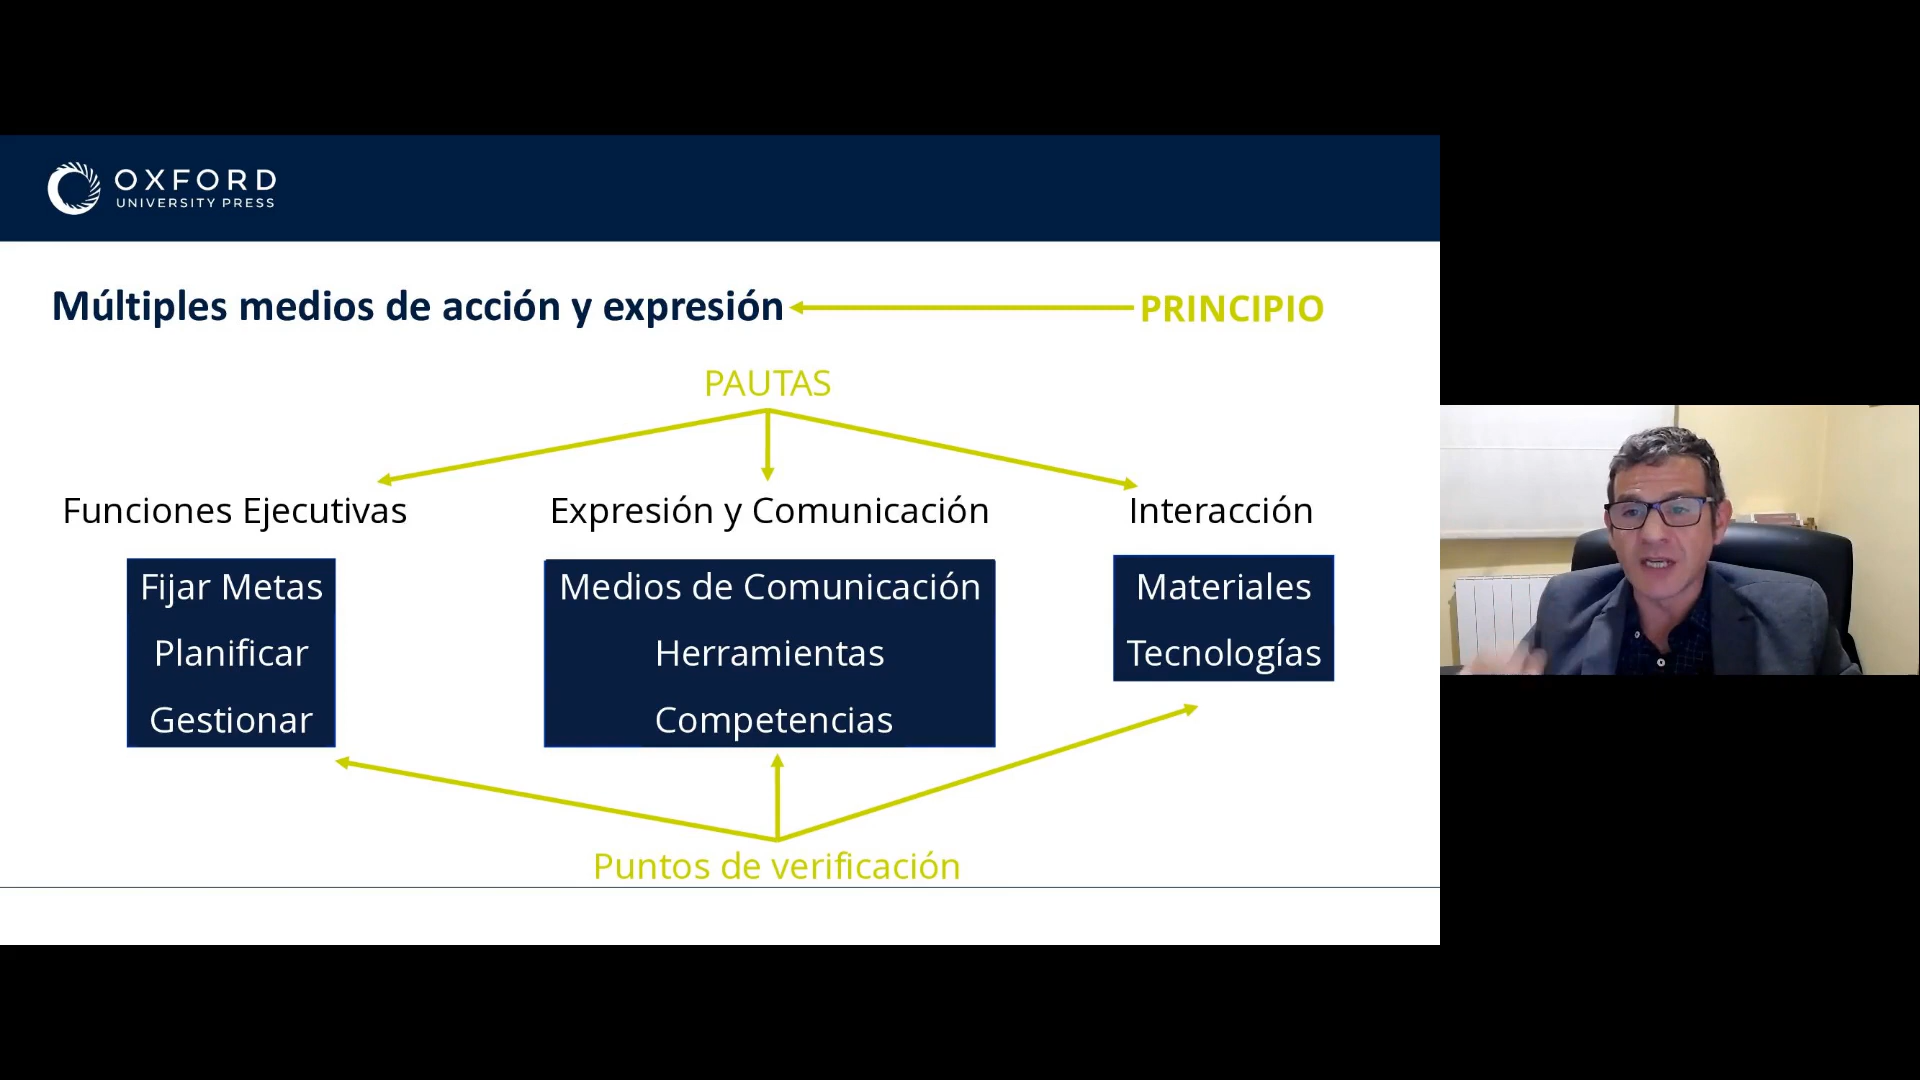 OXFORD
UNIVERSITY PRESS
Múltiples medios de acción y expresión
PRINCIPIO
PAUTAS
Funciones Ejecutivas
Expresión y Comunicación
Interacción
Fijar Metas
Planificar
Gestionar
Medios de Comunicación
Herramientas
Competencias
Materiales
Tecnologías
Puntos de verificación